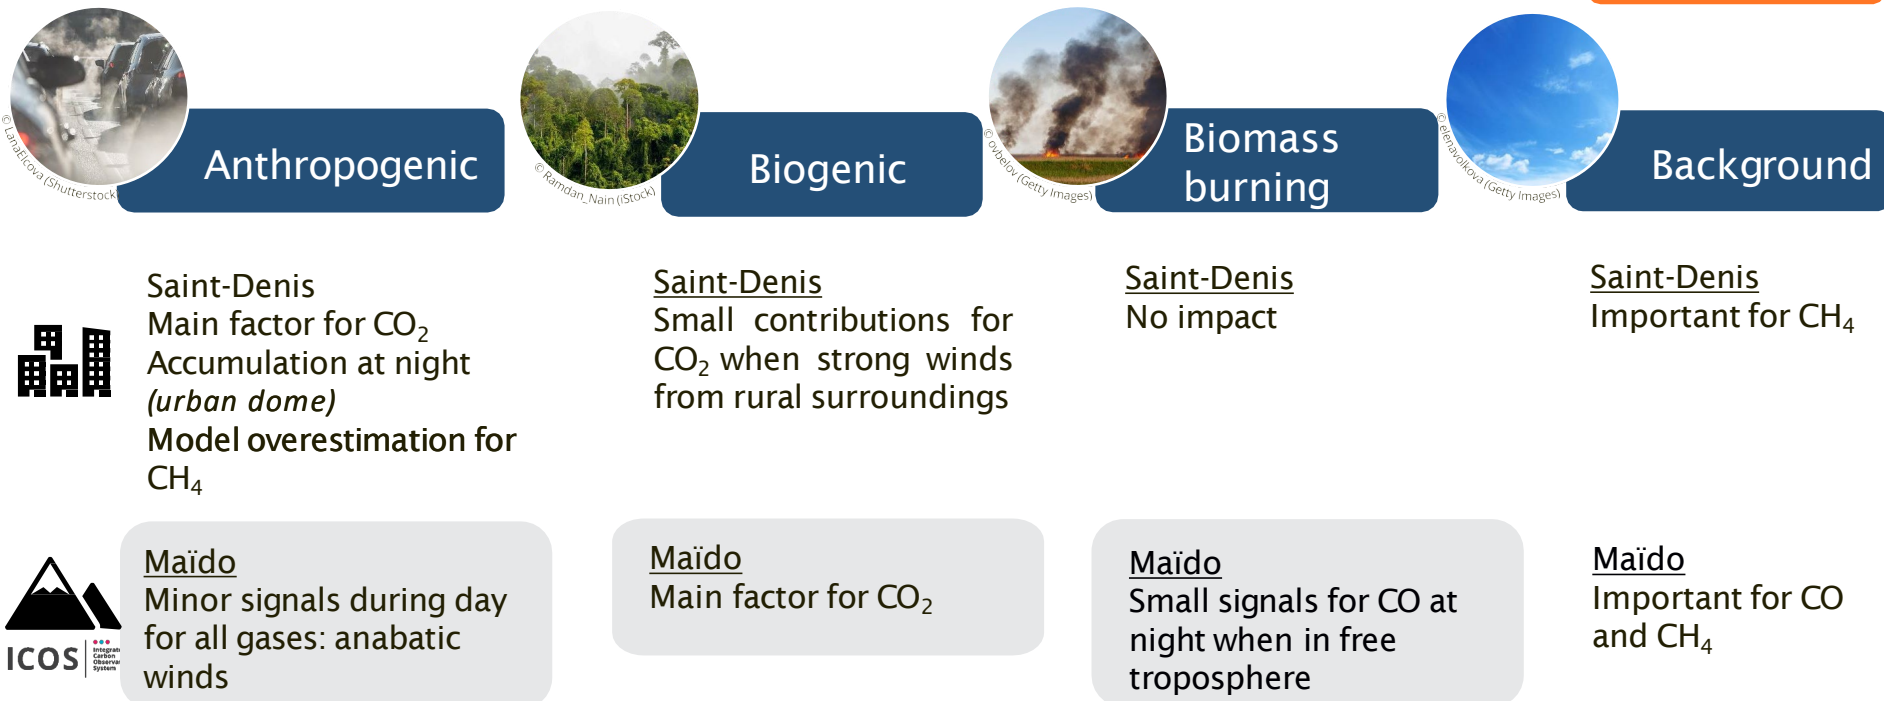 © LanaElcova (Shutterstock)
Anthropogenic
© Ramdan_Nain (iStock)
Biogenic
© ovbelov (Getty Images)
Biomass
burning
© elenavolkova (Getty Images)
Background
Saint-Denis
Main factor for CO₂
Accumulation at night
(urban dome)
Model overestimation for
CH₄
Saint-Denis
Small contributions for
CO₂ when strong winds
from rural surroundings
Saint-Denis
No impact
Saint-Denis
Important for CH₄
ICOS
Carbon
System
Maïdo
Minor signals during day
for all gases: anabatic
winds
Maïdo
Main factor for CO₂
Maïdo
Small signals for CO at
night when in free
troposphere
Maïdo
Important for CO
and CH₄